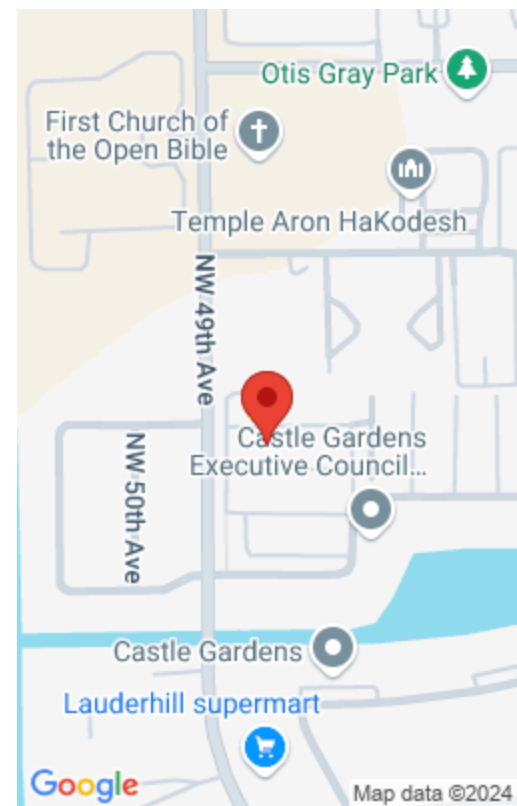 Otis Gray Park
First Church of
the Open Bible
Temple Aron HaKodesh
NW 49th Ave
Castle Gardens
Executive Council...
NW 50th Ave
Castle Gardens
Lauderhill supermart
Google
Map data ©2024